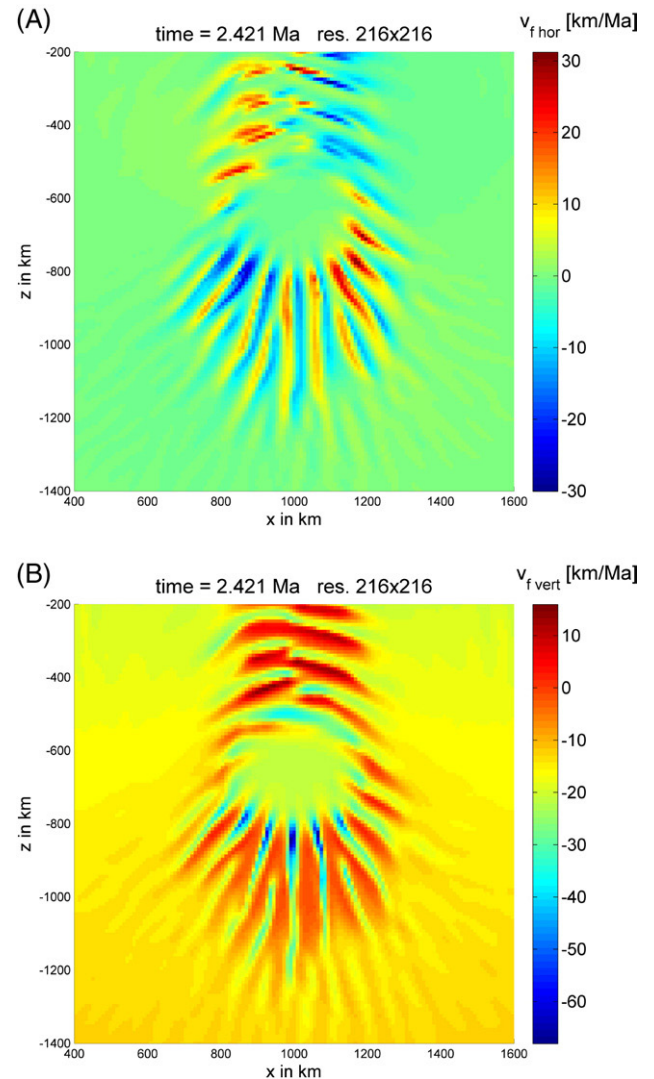 (A)
time = 2.421 Ma res. 216x216
v_f hor [km/Ma]
-200
-400
-600
-800
-1000
-1200
-1400
z in km
400 600 800 1000 1200 1400 1600
x in km
30
20
10
0
-10
-20
-30
(B)
time = 2.421 Ma res. 216x216
v_f vert [km/Ma]
-200
-400
-600
-800
-1000
-1200
-1400
z in km
400 600 800 1000 1200 1400 1600
x in km
10
0
-10
-20
-30
-40
-50
-60